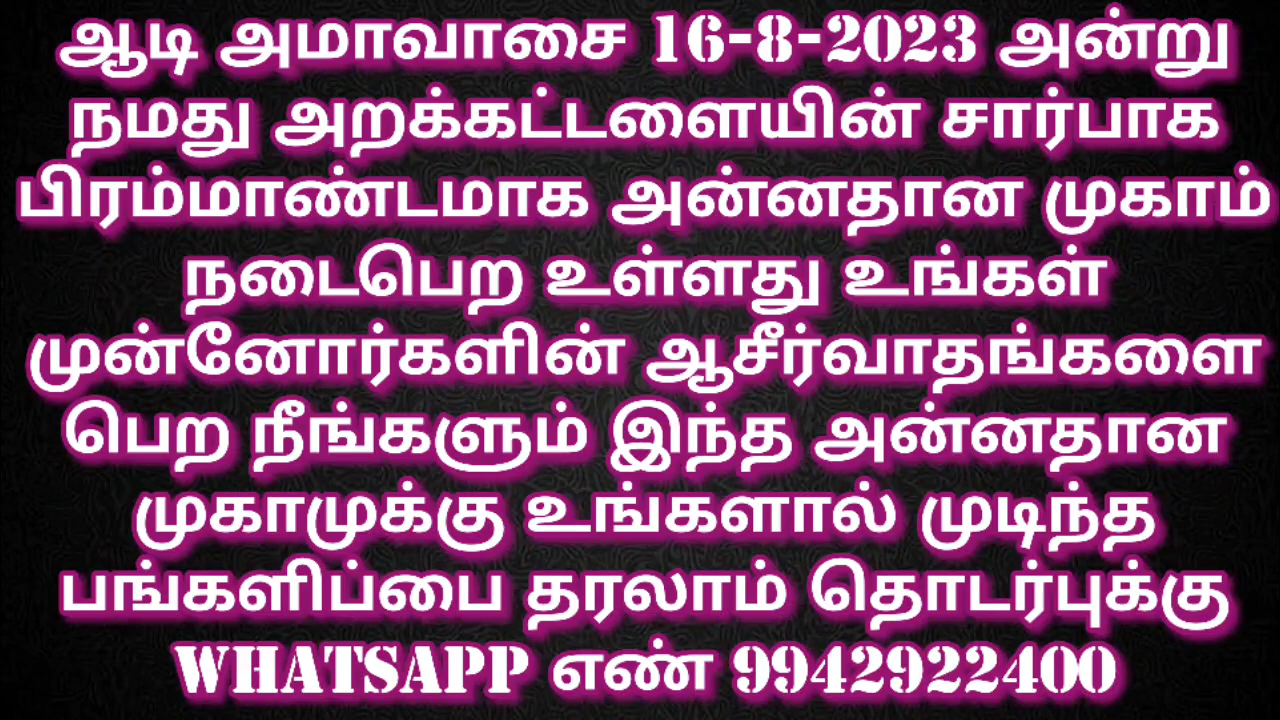 ஆடி அமாவாசை 16-8-2023 அன்று
நமது அறக்கட்டளையின் சார்பாக
பிரம்மாண்டமாக அன்னதான முகாம்
நடைபெற உள்ளது உங்கள்
முன்னோர்களின் ஆசீர்வாதங்களை
பெற நீங்களும் இந்த அன்னதான
முகாமுக்கு உங்களால் முடிந்த
பங்களிப்பை தரலாம் தொடர்புக்கு
WHATSAPP எண் 9942922400